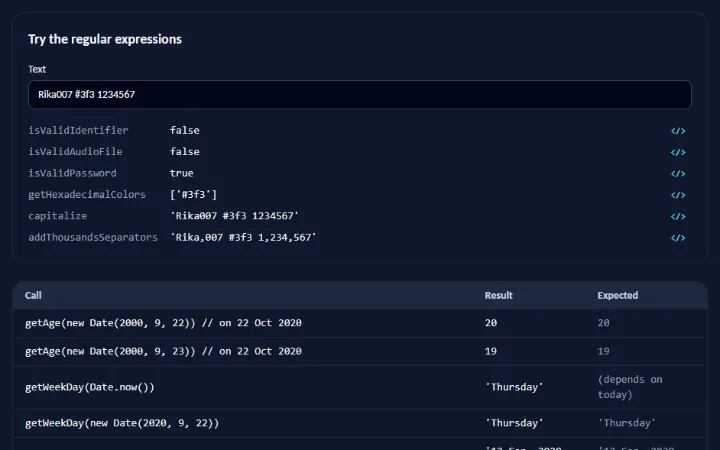 Try the regular expressions
Text
Rika007 #3f3 1234567
isValidIdentifier false </>
isValidAudioFile false </>
isValidPassword true </>
getHexadecimalColors ['#3f3'] </>
capitalize 'Rika007 #3f3 1234567' </>
addThousandsSeparators 'Rika,007 #3f3 1,234,567' </>
Call Result Expected
getAge(new Date(2000, 9, 22)) // on 22 Oct 2020 20 20
getAge(new Date(2000, 9, 23)) // on 22 Oct 2020 19 19
getWeekDay(Date.now()) 'Thursday' (depends on
today)
getWeekDay(new Date(2020, 9, 22)) 'Thursday' 'Thursday'